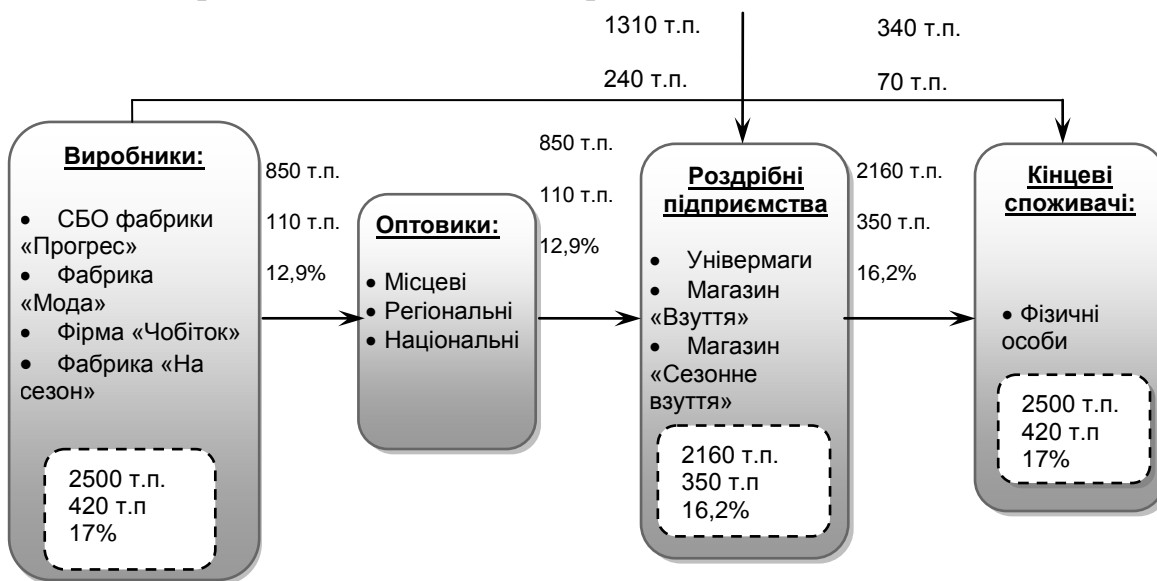 1310 т.п.
340 т.п.
240 т.п.
70 т.п.
Виробники:
• СБО фабрики
«Прогрес»
• Фабрика
«Мода»
• Фірма «Чобіток»
• Фабрика «На
сезон»
2500 т.п.
420 т.п
17%
850 т.п.
110 т.п.
12,9%
Оптовики:
• Місцеві
• Регіональні
• Національні
850 т.п.
110 т.п.
12,9%
Роздрібні
підприємства
• Універмаги
• Магазин
«Взуття»
• Магазин
«Сезонне
взуття»
2160 т.п.
350 т.п
16,2%
2160 т.п.
350 т.п.
16,2%
Кінцеві
споживачі:
• Фізичні
особи
2500 т.п.
420 т.п
17%